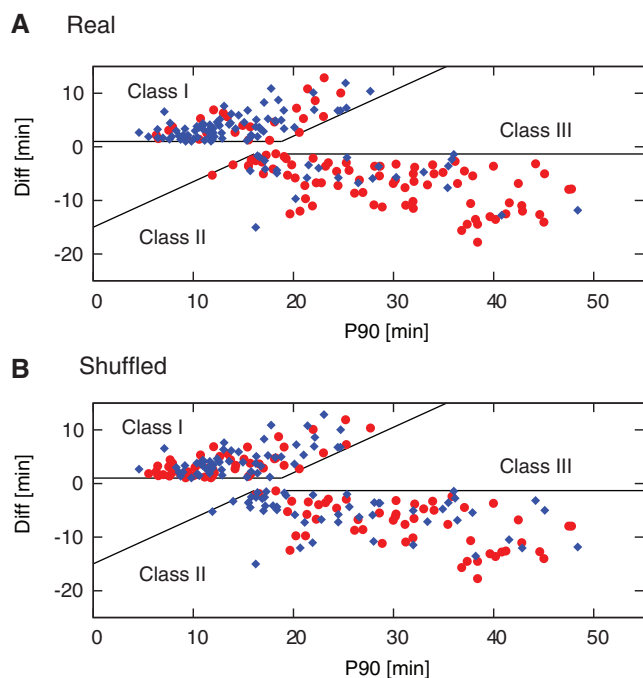 A Real
10
0
-10
-20
Diff [min]
Class I
Class III
Class II
0 10 20 30 40 50
P90 [min]
B Shuffled
10
0
-10
-20
Diff [min]
Class I
Class III
Class II
0 10 20 30 40 50
P90 [min]